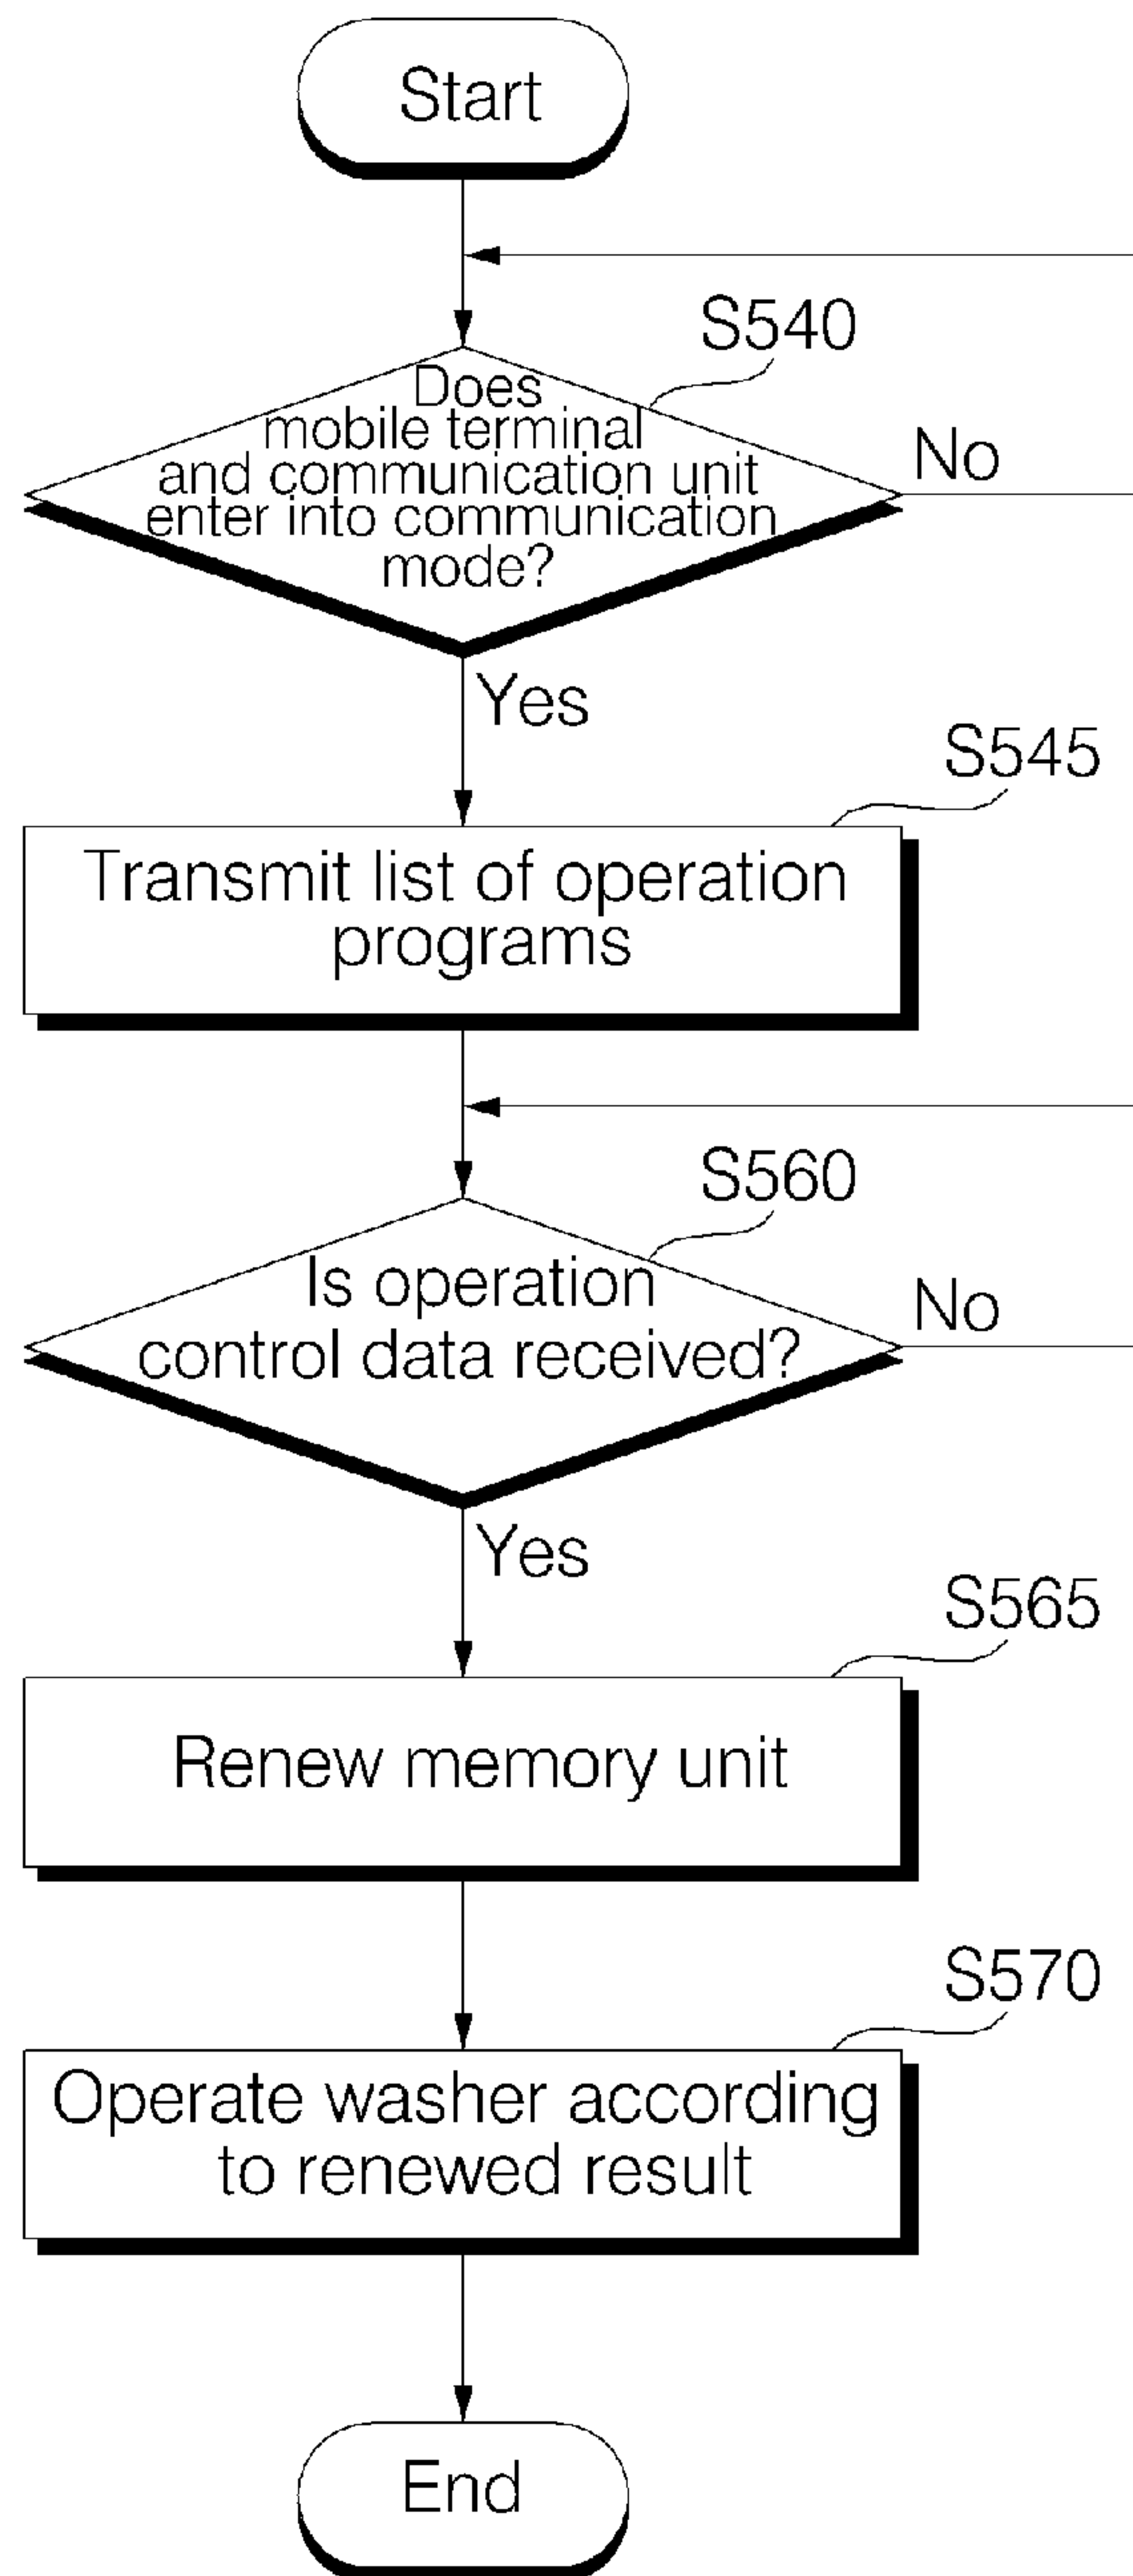 Start
S540
Does
mobile terminal
and communication unit
enter into communication
mode?
No
Yes
S545
Transmit list of operation
programs
S560
Is operation
control data received?
No
Yes
S565
Renew memory unit
S570
Operate washer according
to renewed result
End